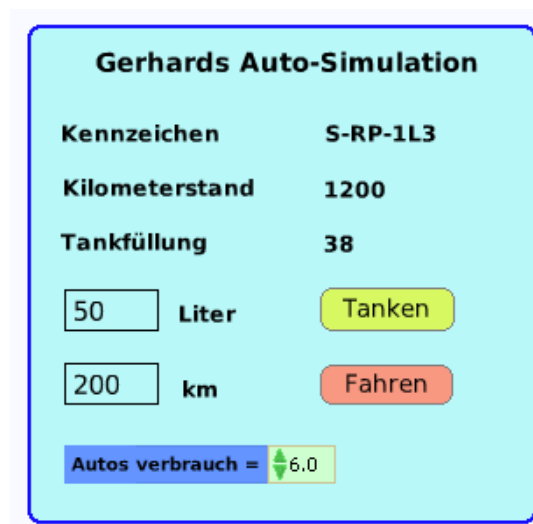 Gerhards Auto-Simulation
Kennzeichen S-RP-1L3
Kilometerstand 1200
Tankfüllung 38
50 Liter Tanken
200 km Fahren
Autos verbrauch = 6.0